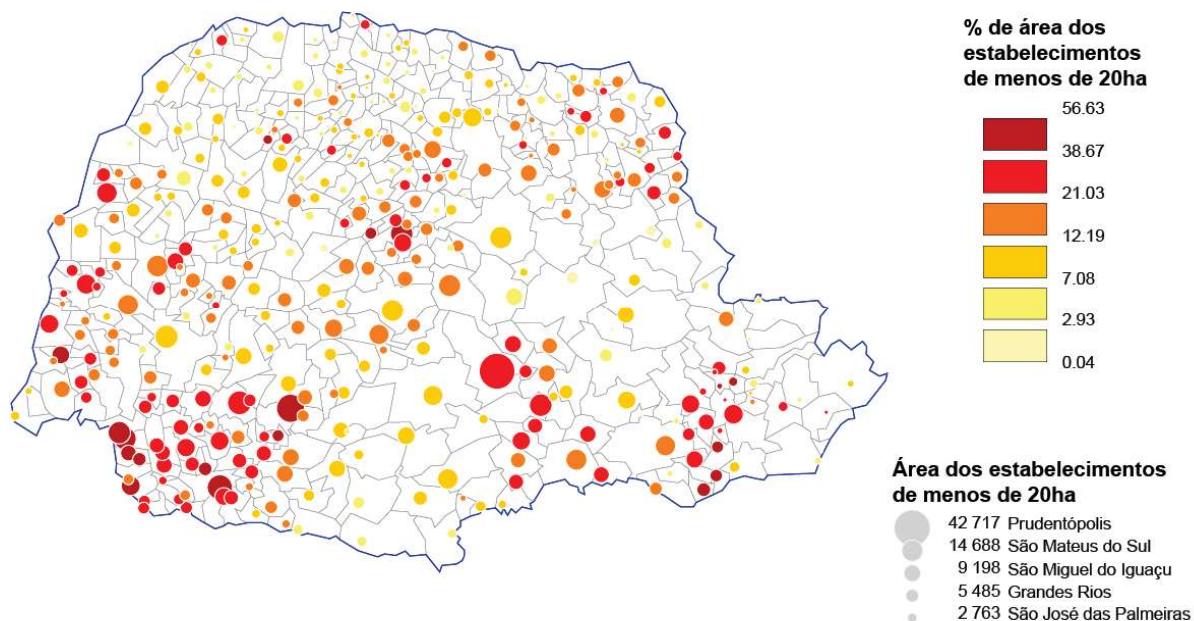 % de área dos
estabelecimentos
de menos de 20ha
56.63
38.67
21.03
12.19
7.08
2.93
0.04
Área dos estabelecimentos
de menos de 20ha
42 717 Prudentópolis
14 688 São Mateus do Sul
9 198 São Miguel do Iguaçu
5 485 Grandes Rios
2 763 São José das Palmeiras